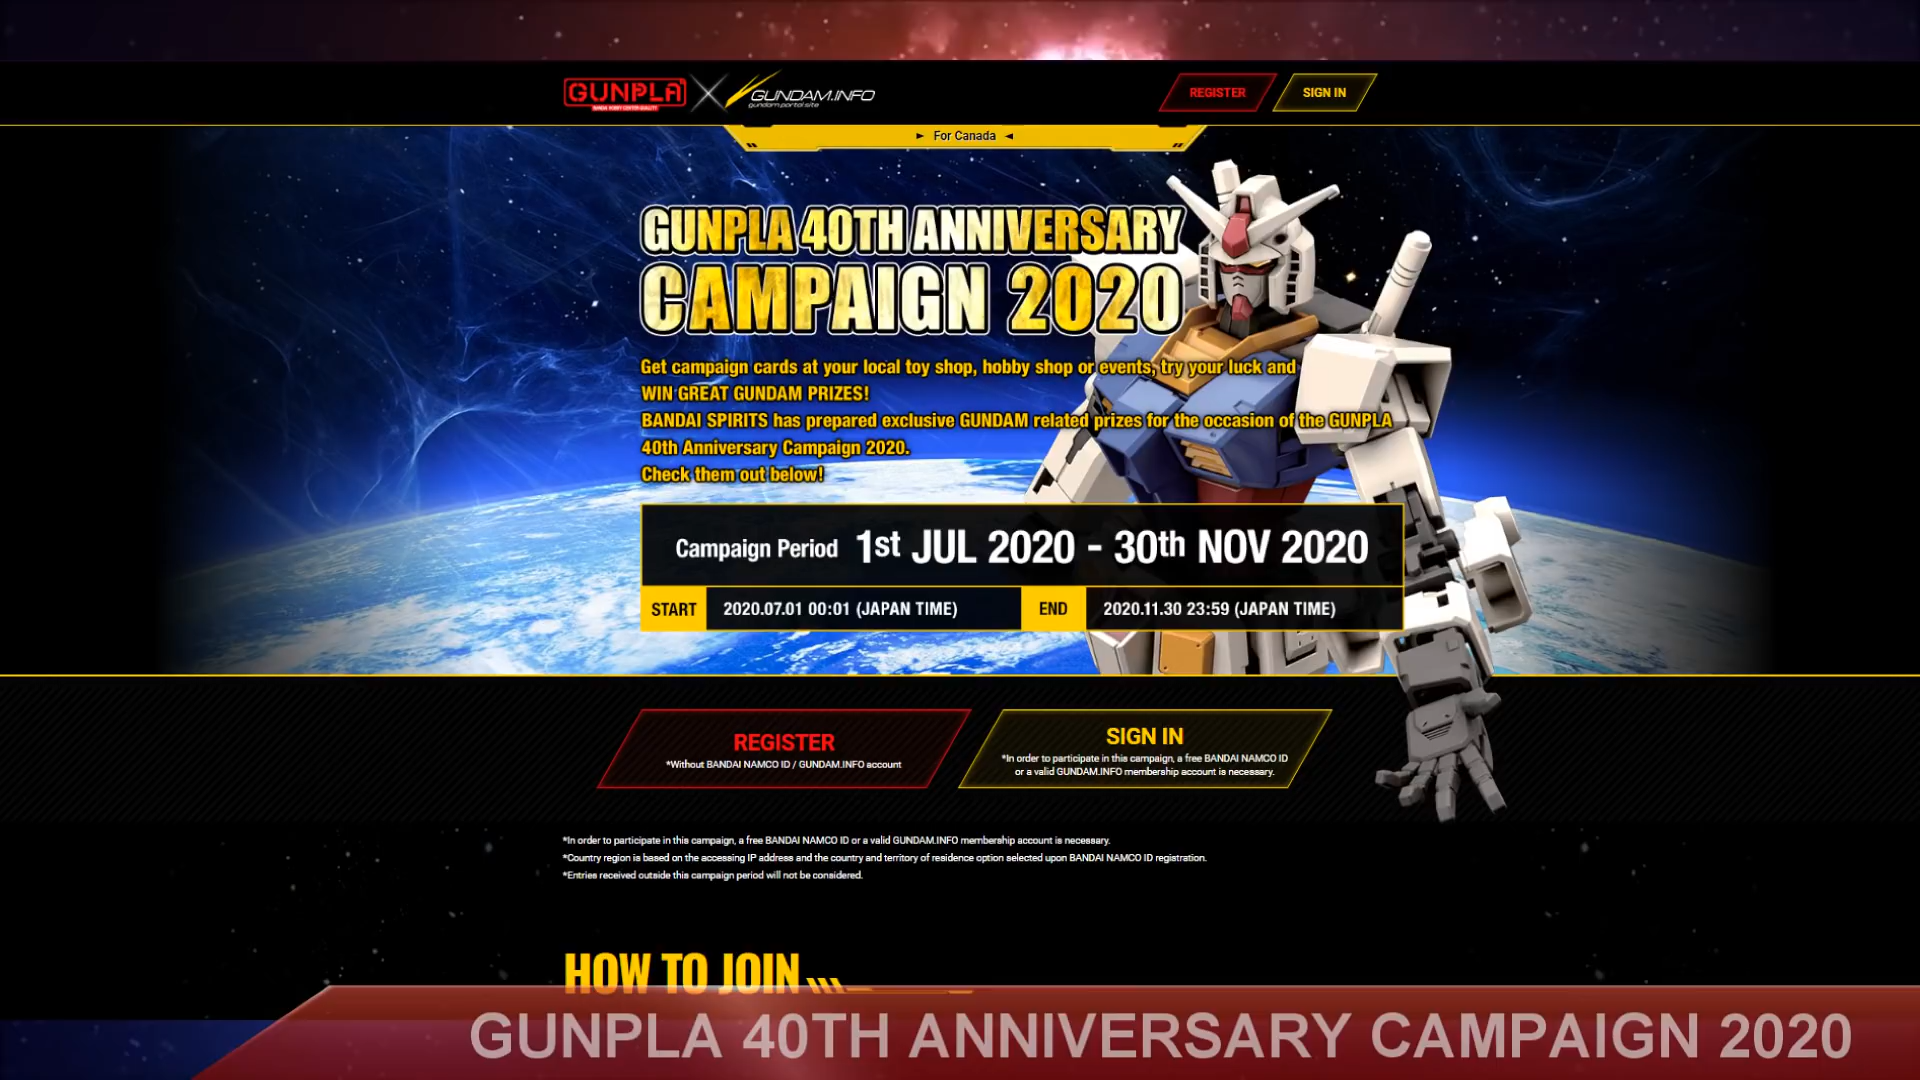 GUNPLA
BANDAI HOBBY CENTER QUALITY
GUNDAM.INFO
gundam portal site
REGISTER
SIGN IN
► For Canada ◄
GUNPLA 40TH ANNIVERSARY
CAMPAIGN 2020
Get campaign cards at your local toy shop, hobby shop or events, try your luck and
WIN GREAT GUNDAM PRIZES!
BANDAI SPIRITS has prepared exclusive GUNDAM related prizes for the occasion of the GUNPLA
40th Anniversary Campaign 2020.
Check them out below!
Campaign Period 1st JUL 2020 - 30th NOV 2020
START 2020.07.01 00:01 (JAPAN TIME) END 2020.11.30 23:59 (JAPAN TIME)
REGISTER
*Without BANDAI NAMCO ID / GUNDAM.INFO account
SIGN IN
*In order to participate in this campaign, a free BANDAI NAMCO ID
or a valid GUNDAM.INFO membership account is necessary.
*In order to participate in this campaign, a free BANDAI NAMCO ID or a valid GUNDAM.INFO membership account is necessary.
*Country region is based on the accessing IP address and the country and territory of residence option selected upon BANDAI NAMCO ID registration.
*Entries received outside this campaign period will not be considered.
HOW TO JOIN
GUNPLA 40TH ANNIVERSARY CAMPAIGN 2020